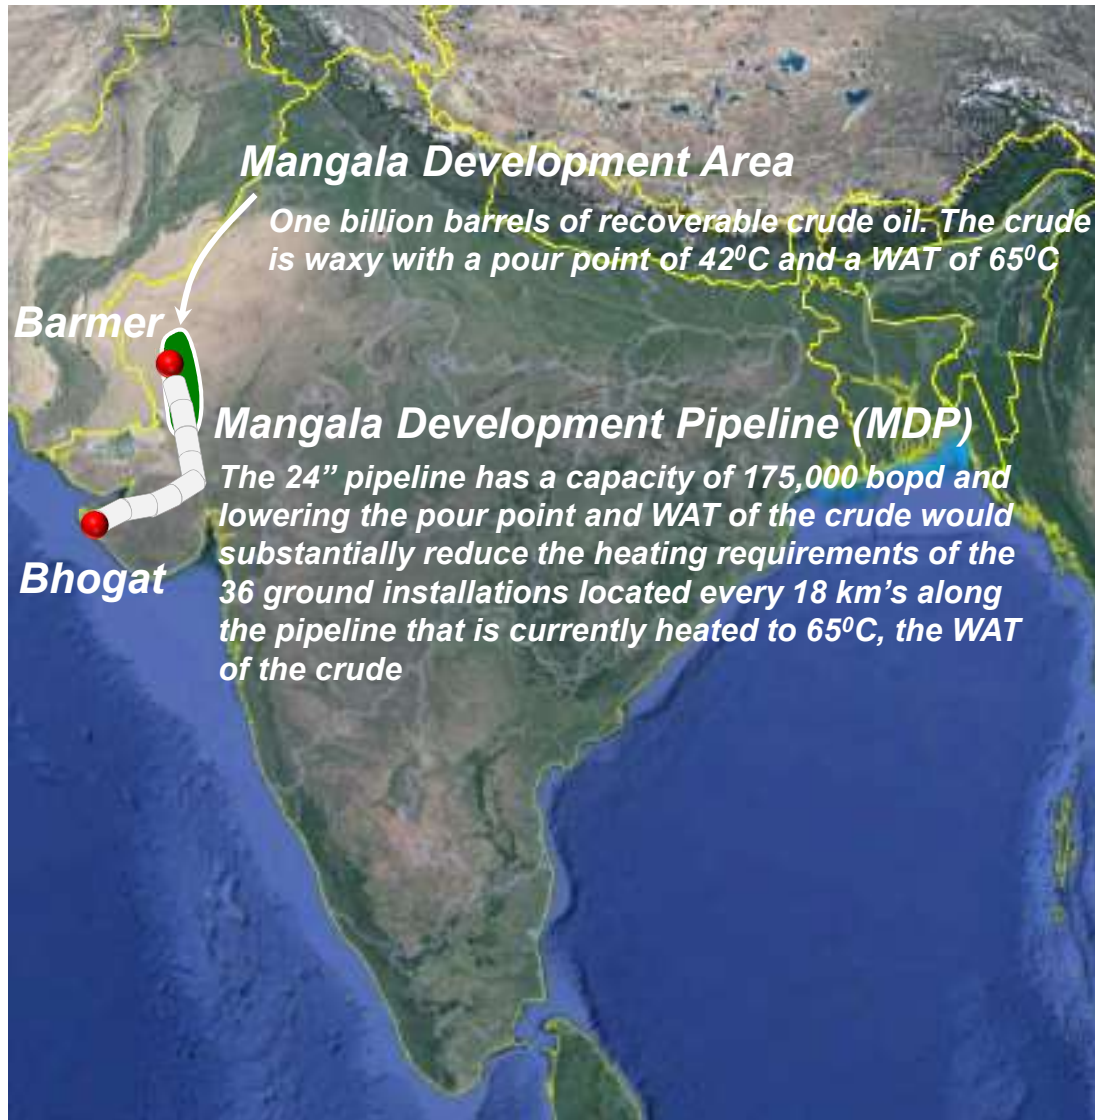 Mangala Development Area
One billion barrels of recoverable crude oil. The crude
is waxy with a pour point of 42⁰C and a WAT of 65⁰C
Barmer
Mangala Development Pipeline (MDP)
The 24” pipeline has a capacity of 175,000 bopd and
lowering the pour point and WAT of the crude would
substantially reduce the heating requirements of the
36 ground installations located every 18 km’s along
the pipeline that is currently heated to 65⁰C, the WAT
of the crude
Bhogat